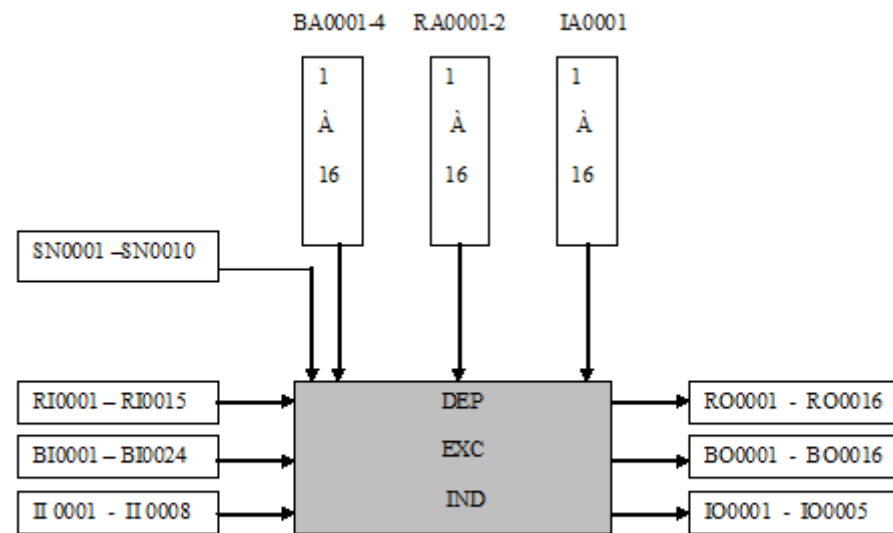 BA0001-4 RA0001-2 IA0001
1 1 1
À À À
16 16 16
SN0001 –SN0010
RI0001 – RI0015 DEP RO0001 - RO0016
BI0001 – BI0024 EXC BO0001 - BO0016
II 0001 - II 0008 IND IO0001 - IO0005